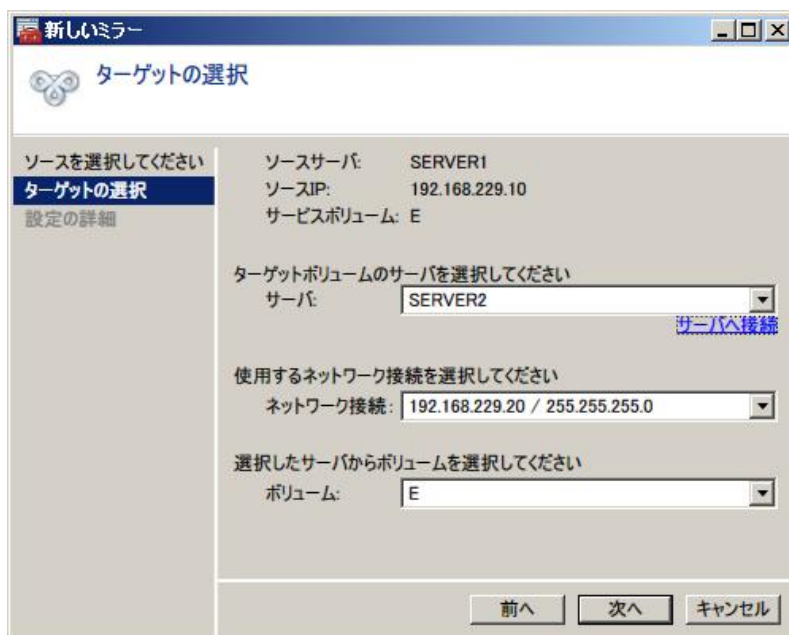 新しいミラー
ターゲットの選択
ソースを選択してください
ターゲットの選択
設定の詳細
ソースサーバ: SERVER1
ソースIP: 192.168.229.10
サービスボリューム: E
ターゲットボリュームのサーバを選択してください
サーバ: SERVER2
サーバへ接続
使用するネットワーク接続を選択してください
ネットワーク接続: 192.168.229.20 / 255.255.255.0
選択したサーバからボリュームを選択してください
ボリューム: E
前へ 次へ キャンセル